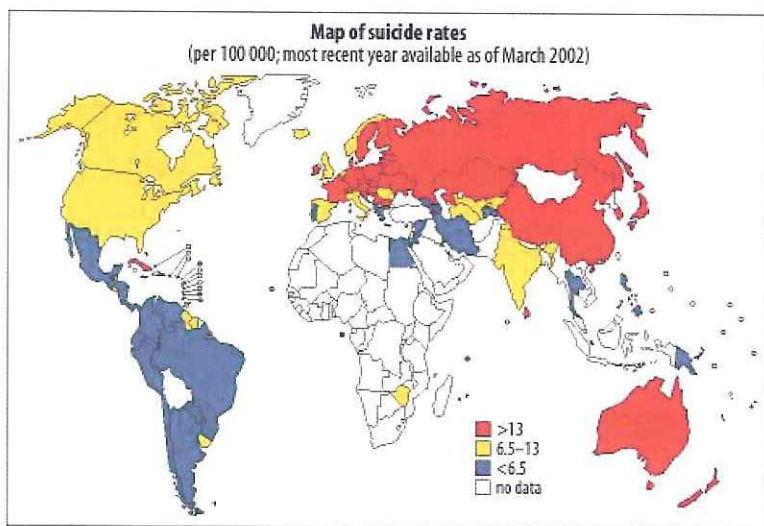 Map of suicide rates
(per 100 000; most recent year available as of March 2002)
>13
6.5–13
<6.5
no data